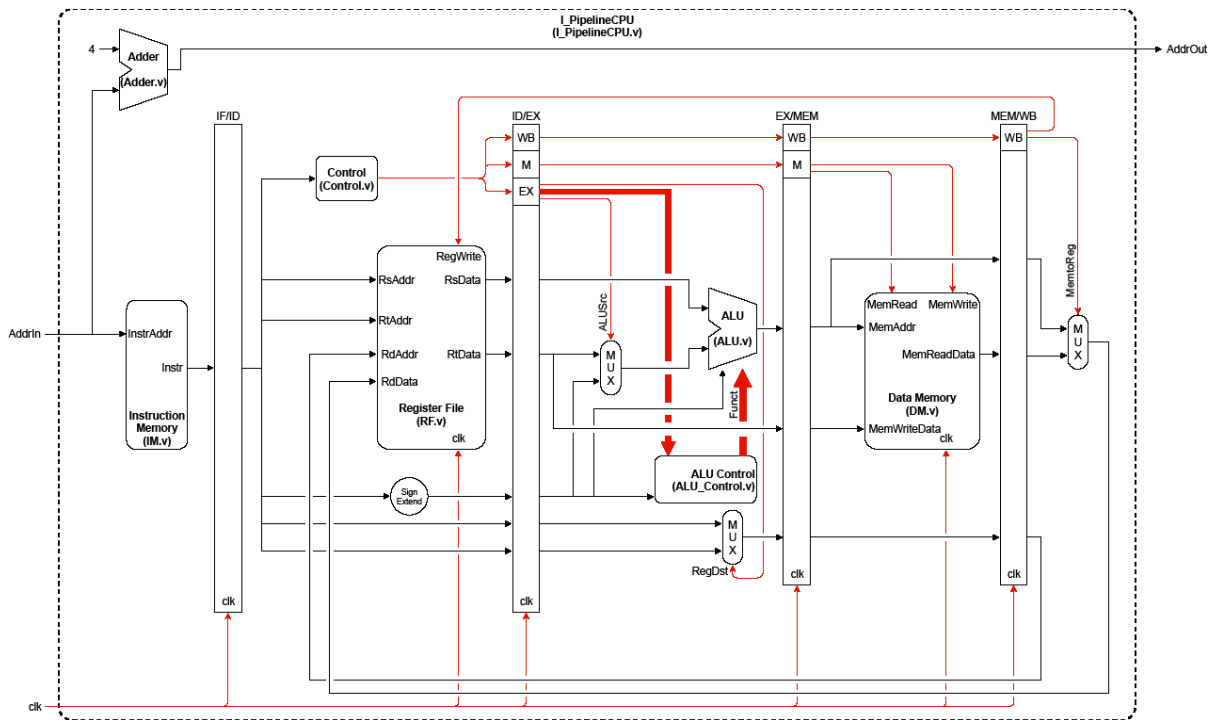 I_PipelineCPU
(I_PipelineCPU.v)
4
Adder
(Adder.v)
AddrOut
IF/ID
ID/EX
EX/MEM
MEM/WB
WB
WB
WB
Control
(Control.v)
M
M
EX
RegWrite
RsAddr
RsData
RtAddr
RdAddr
RtData
RdData
Register File
(RF.v)
clk
ALUSrc
MUX
ALU
(ALU.v)
Funct
MemtoReg
MemRead
MemWrite
MemAddr
MemReadData
Data Memory
(DM.v)
MemWriteData
clk
MUX
AddrIn
InstrAddr
Instr
Instruction
Memory
(IM.v)
Sign
Extend
ALU Control
(ALU_Control.v)
MUX
RegDst
clk
clk
clk
clk
clk